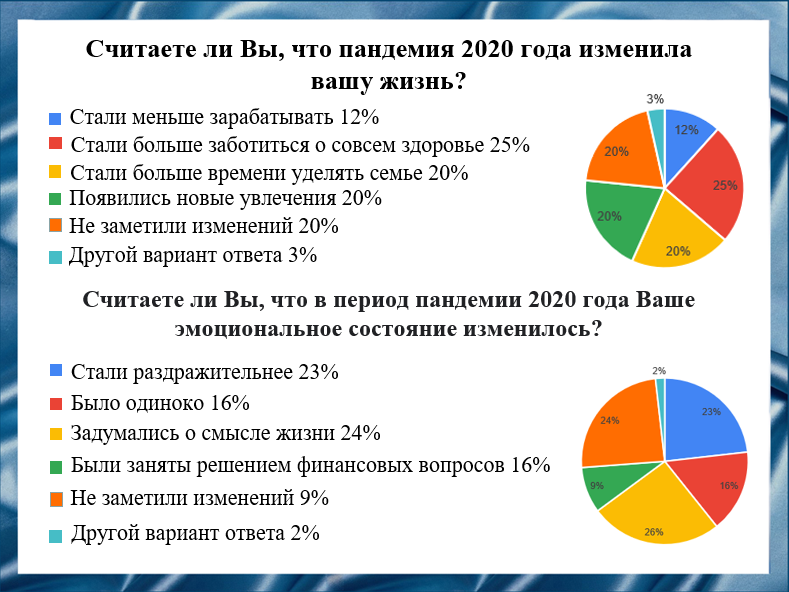 Считаете ли Вы, что пандемия 2020 года изменила
вашу жизнь?
Стали меньше зарабатывать 12%
Стали больше заботиться о совсем здоровье 25%
Стали больше времени уделять семье 20%
Появились новые увлечения 20%
Не заметили изменений 20%
Другой вариант ответа 3%
3%
12%
20%
25%
20%
20%
Считаете ли Вы, что в период пандемии 2020 года Ваше
эмоциональное состояние изменилось?
Стали раздражительнее 23%
Было одиноко 16%
Задумались о смысле жизни 24%
Были заняты решением финансовых вопросов 16%
Не заметили изменений 9%
Другой вариант ответа 2%
2%
23%
24%
9%
16%
26%